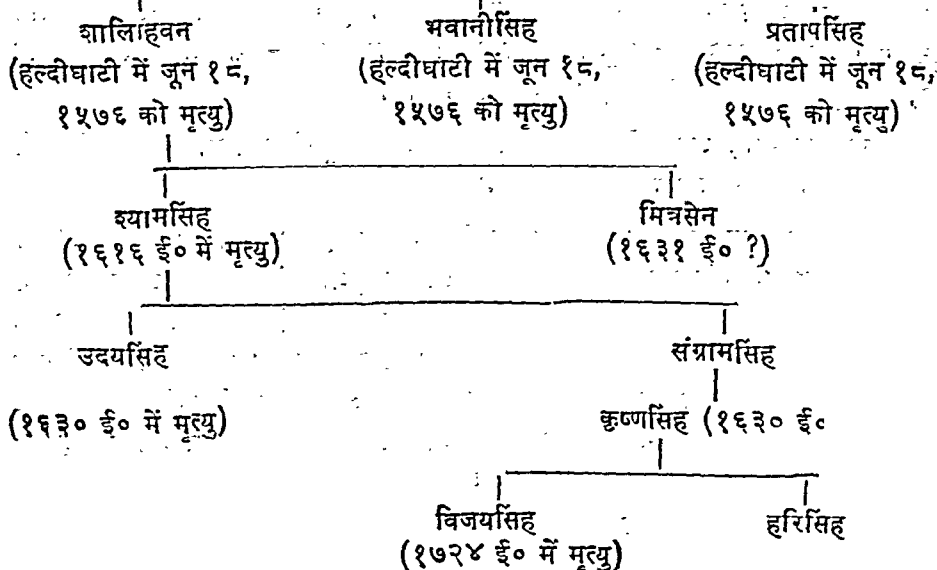 शालिाहवन भवानीसिंह प्रतापसिंह
(हल्दीघाटी में जून १८, (हल्दीघाटी में जून १८, (हल्दीघाटी में जून १८,
१५७६ को मृत्यु) १५७६ को मृत्यु) १५७६ को मृत्यु)
श्यामसिंह मित्रसेन
(१६१६ ई० में मृत्यु) (१६३१ ई० ?)
उदयसिंह संग्रामसिंह
(१६३० ई० में मृत्यु) कृष्णसिंह (१६३० ई०
विजयसिंह हरिसिंह
(१७२४ ई० में मृत्यु)